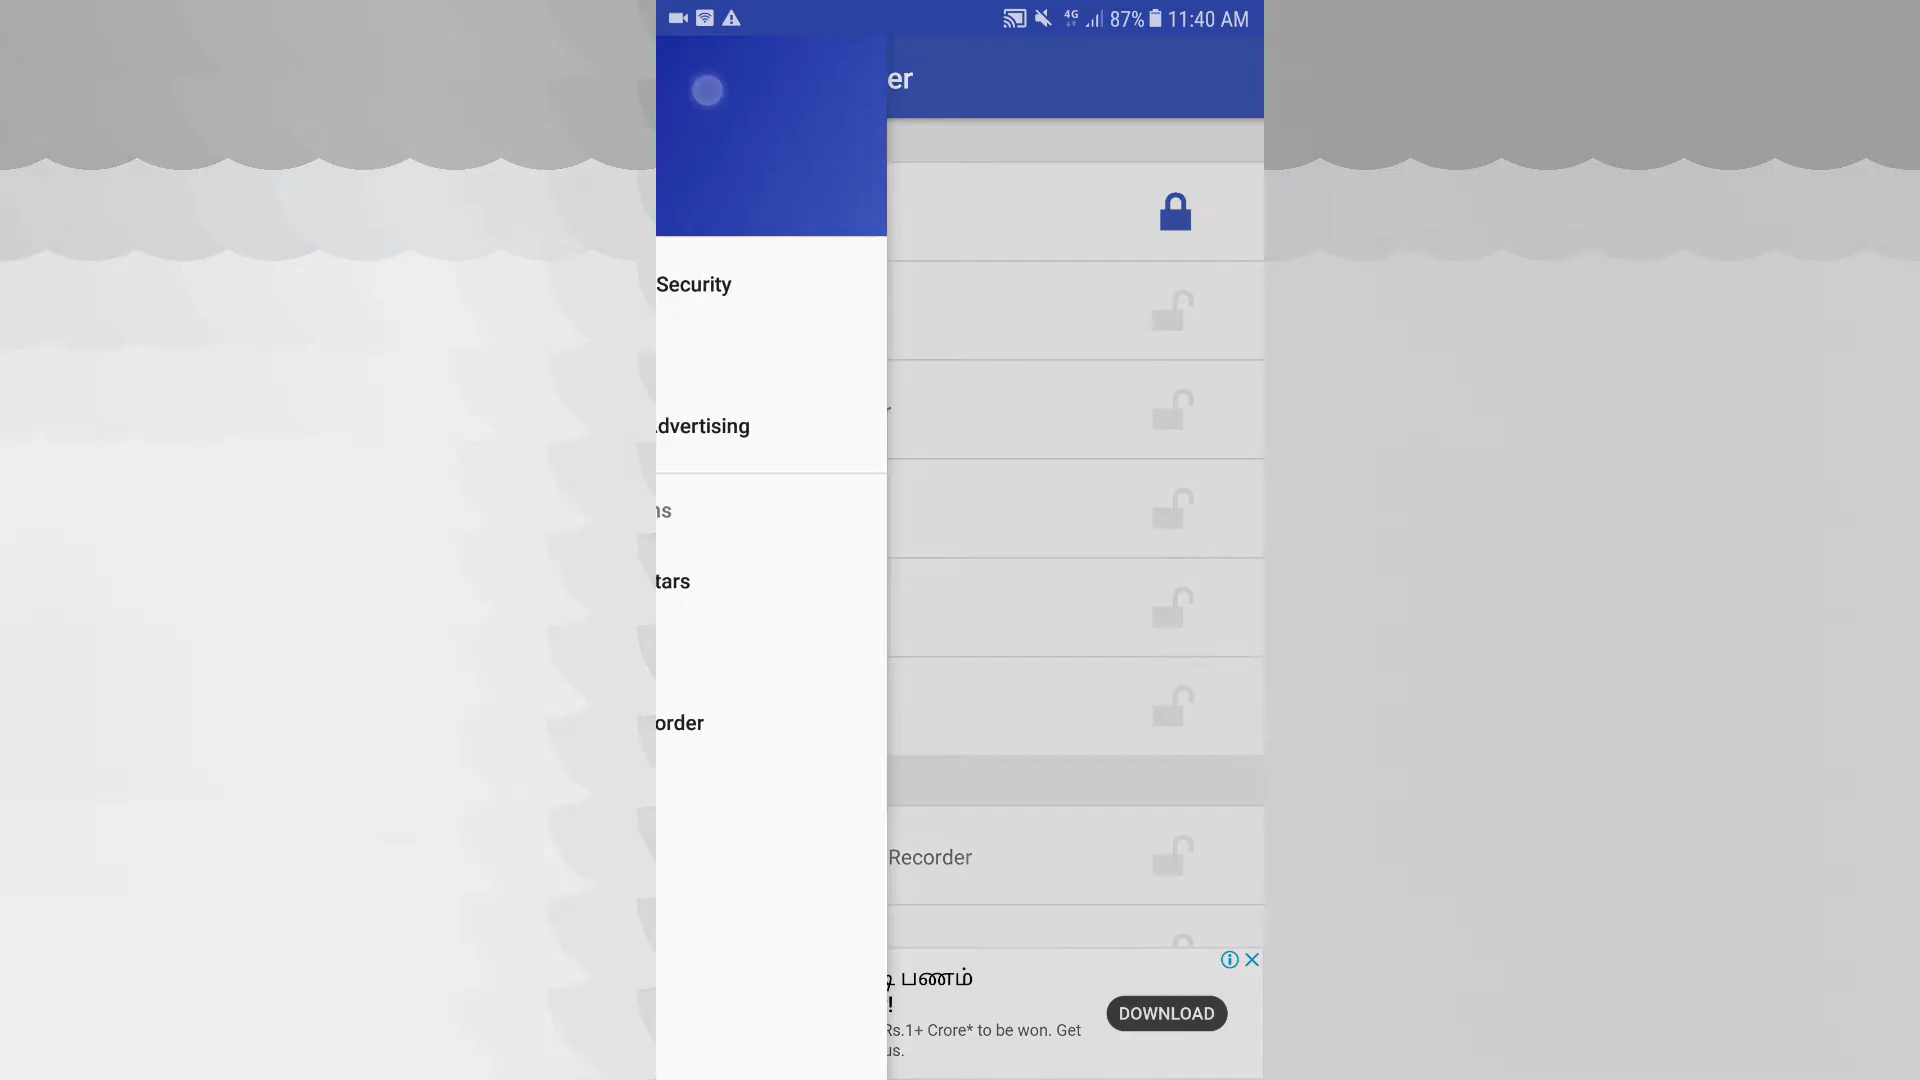 4G 87% 11:40 AM
er
Security
dvertising
ns
tars
order
Recorder
பணம்
!
Rs.1+ Crore* to be won. Get
us.
DOWNLOAD